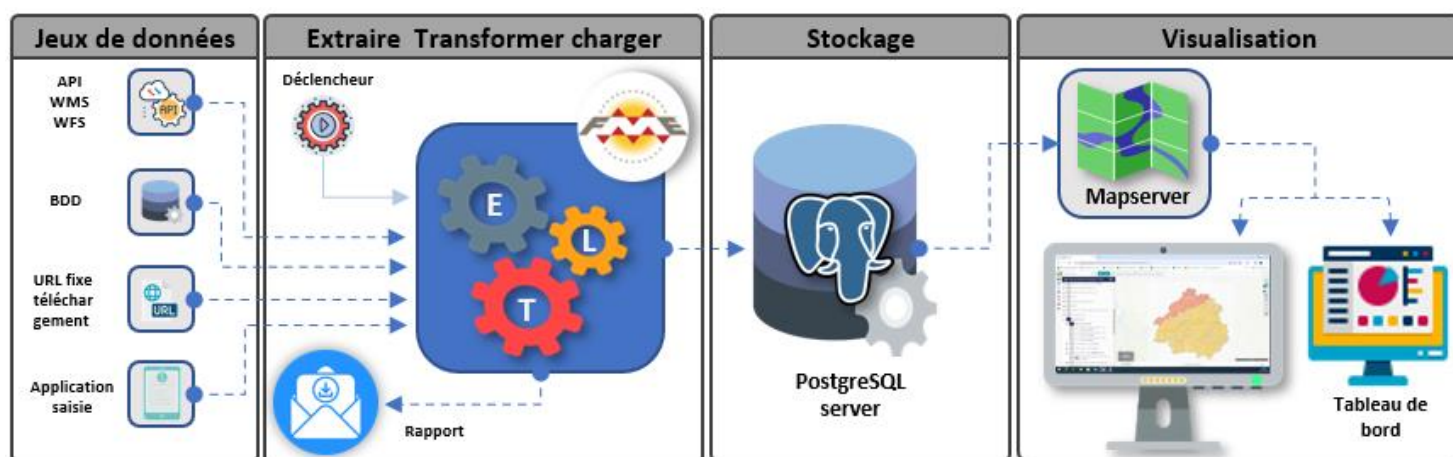 Jeux de données
API
WMS
WFS
API
BDD
URL fixe
téléchar
gement
URL
Application
saisie
Extraire Transformer charger
Déclencheur
FME
E
L
T
Rapport
Stockage
PostgreSQL
server
Visualisation
Mapserver
Tableau de
bord